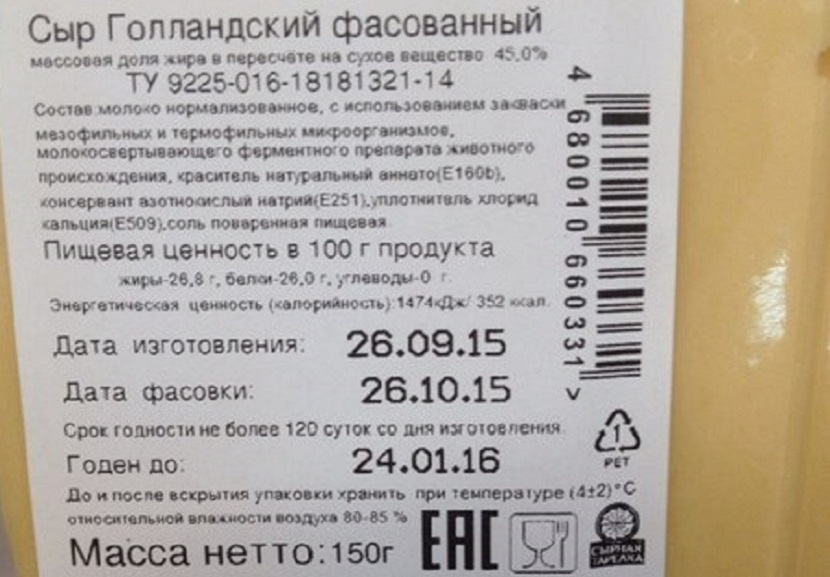 Сыр Голландский фасованный
массовая доля жира в пересчёте на сухое вещество 45,0%
ТУ 9225-016-18181321-14
Состав:молоко нормализованное, с использованием закваски
мезофильных и термофильных микроорганизмов,
молокосвертывающего ферментного препарата животного
происхождения, краситель натуральный аннато(Е160b),
консервант азотнокислый натрий(Е251),уплотнитель хлорид
кальция(Е509),соль поваренная пищевая
Пищевая ценность в 100 г продукта
жиры-26,8 г, белки-26,0 г, углеводы-0 г.
Энергетическая ценность (калорийность):1474кДж/ 352 ккал.
Дата изготовления: 26.09.15
Дата фасовки: 26.10.15
Срок годности не более 120 суток со дня изготовления.
Годен до: 24.01.16
До и после вскрытия упаковки хранить при температуре (4±2)°С
относительной влажности воздуха 80-85 %
Масса нетто:150г
ЕАС
СЫРНАЯ
ТАРЕЛКА
1
PET
4 680010 660331 >